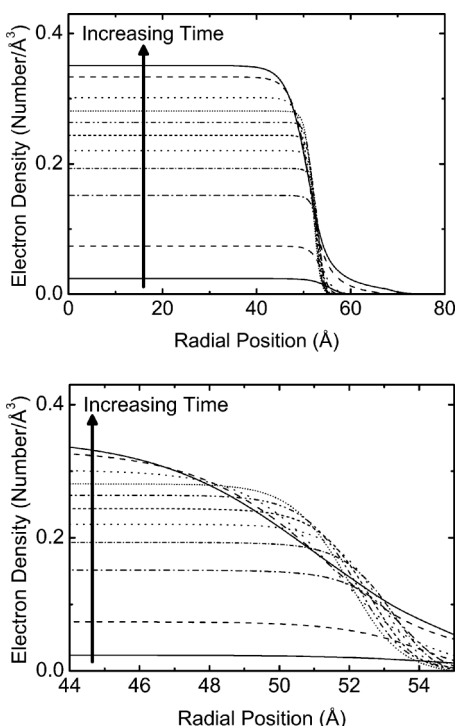 Increasing Time
Electron Density (Number/Å³)
0.4
0.2
0.0
0 20 40 60 80
Radial Position (Å)
Increasing Time
Electron Density (Number/Å³)
0.4
0.2
0.0
44 46 48 50 52 54
Radial Position (Å)